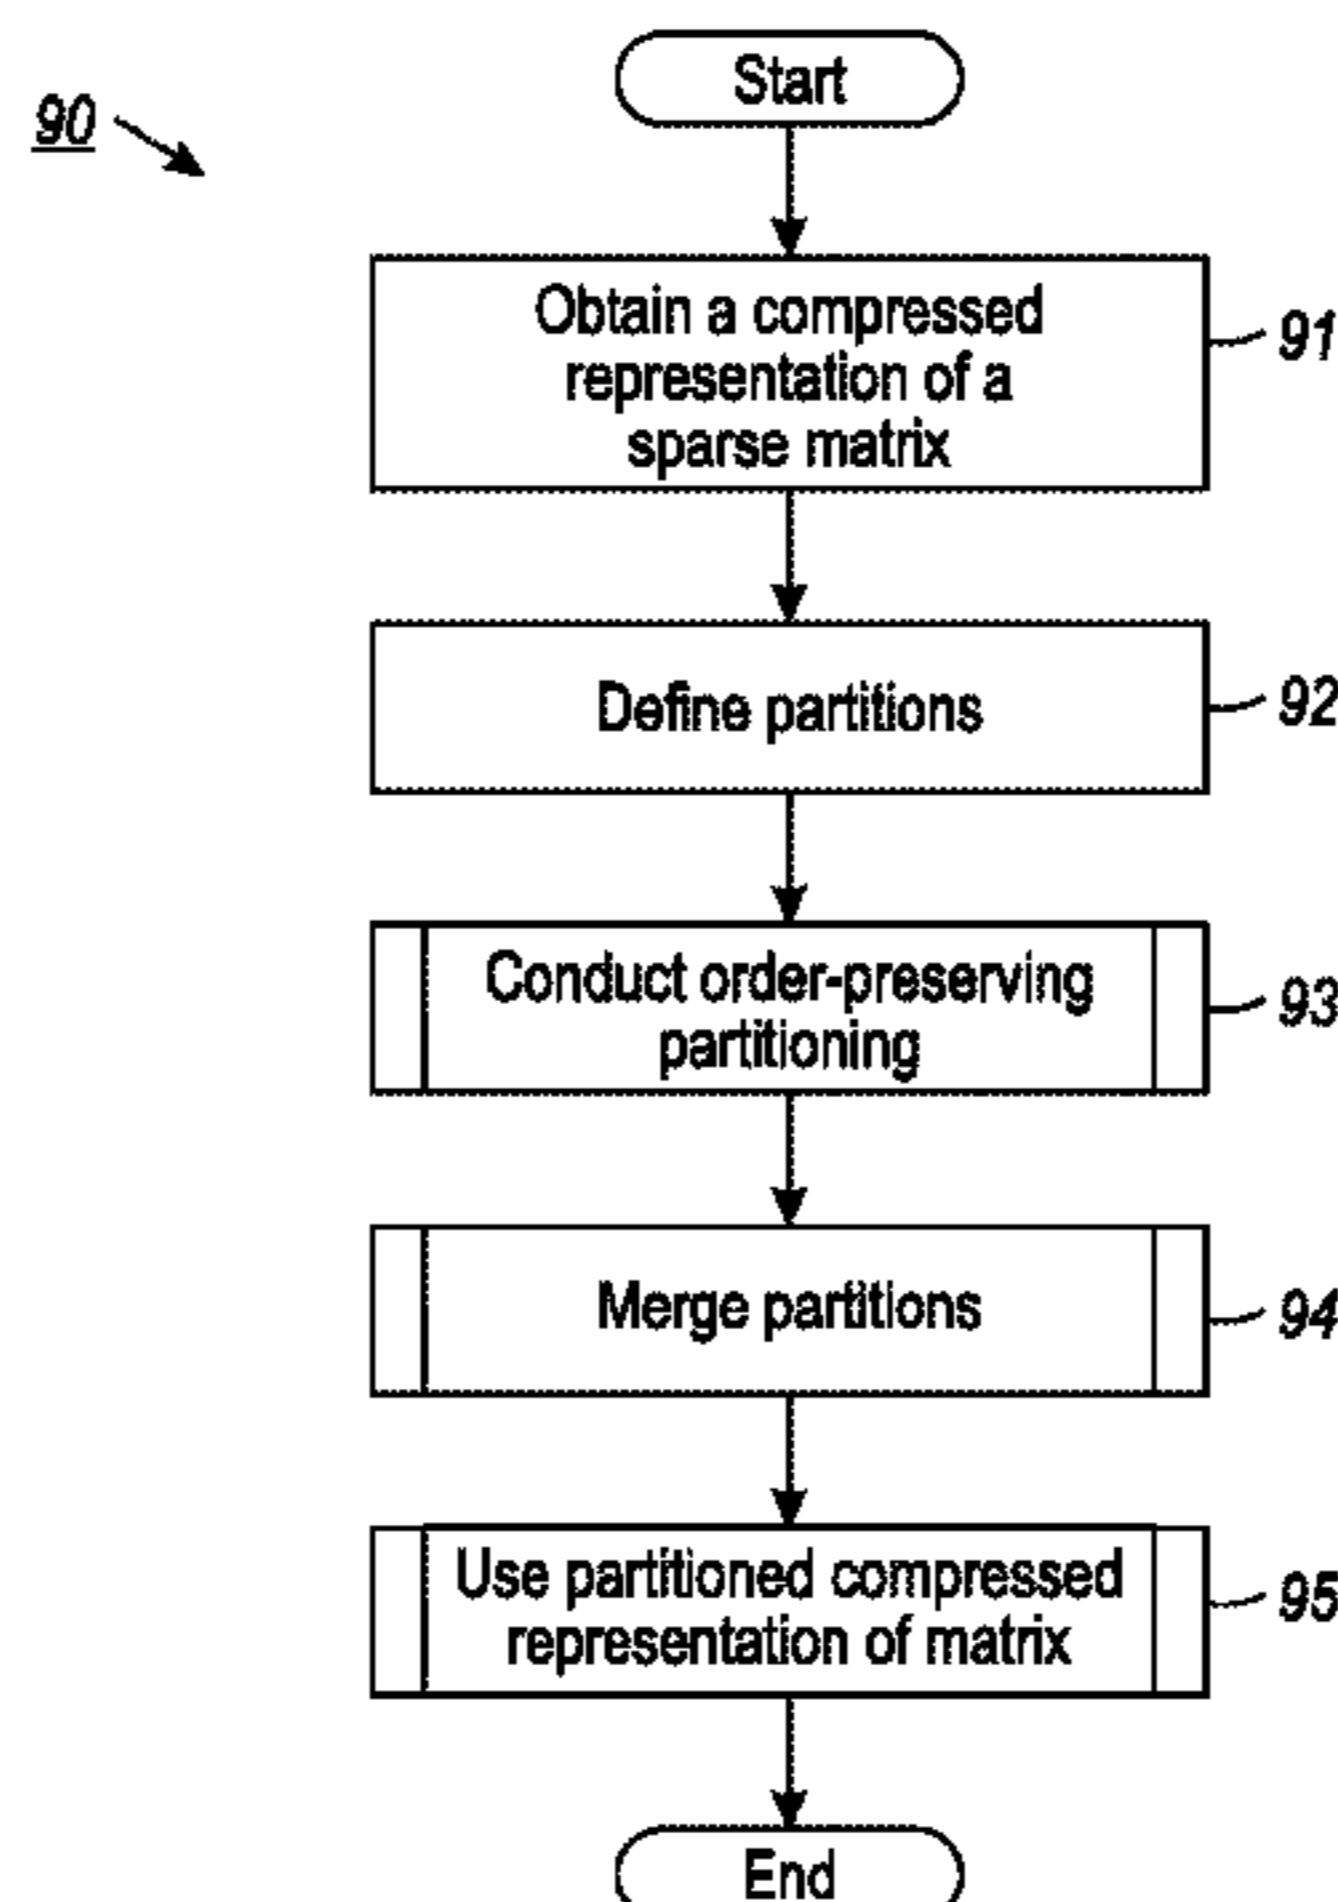 90
Start
Obtain a compressed
representation of a
sparse matrix
91
Define partitions
92
Conduct order-preserving
partitioning
93
Merge partitions
94
Use partitioned compressed
representation of matrix
95
End